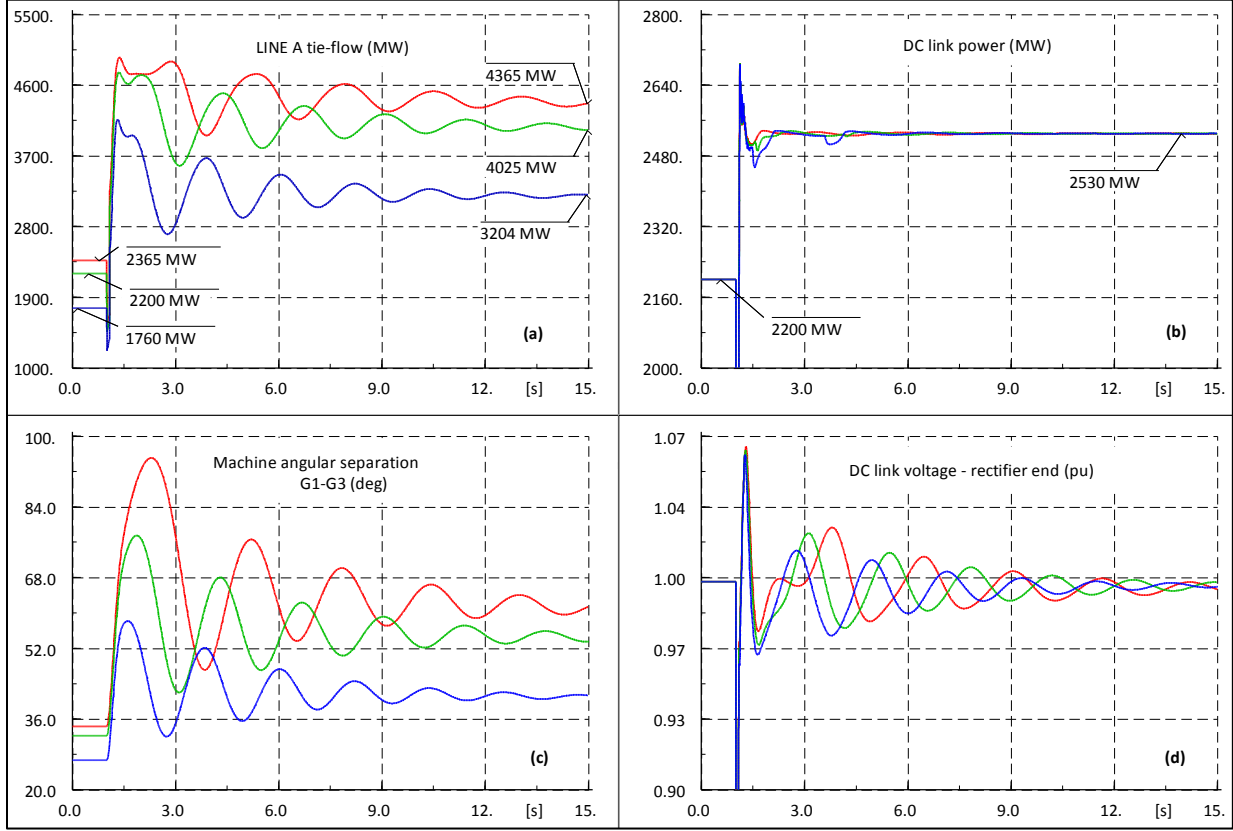 5500.
4600.
3700.
2800.
1900.
1000.
LINE A tie-flow (MW)
4365 MW
4025 MW
3204 MW
2365 MW
2200 MW
1760 MW
(a)
0.0 3.0 6.0 9.0 12. [s] 15.
2800.
2640.
2480.
2320.
2160.
2000.
DC link power (MW)
2530 MW
2200 MW
(b)
0.0 3.0 6.0 9.0 12. [s] 15.
100.
84.0
68.0
52.0
36.0
20.0
Machine angular separation
G1-G3 (deg)
(c)
0.0 3.0 6.0 9.0 12. [s] 15.
1.07
1.04
1.00
0.97
0.93
0.90
DC link voltage - rectifier end (pu)
(d)
0.0 3.0 6.0 9.0 12. [s] 15.